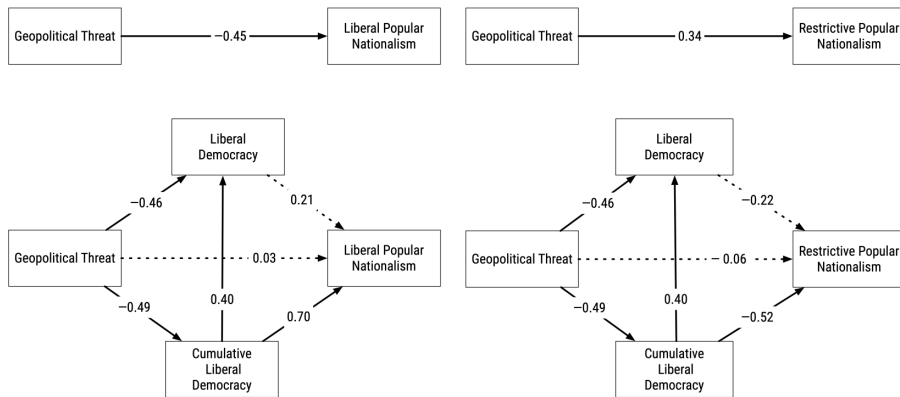 Geopolitical Threat
−0.45
Liberal Popular
Nationalism
Geopolitical Threat
0.34
Restrictive Popular
Nationalism
Liberal
Democracy
−0.46
0.21
Geopolitical Threat
0.03
Liberal Popular
Nationalism
−0.49
0.40
0.70
Cumulative
Liberal
Democracy
Liberal
Democracy
−0.46
−0.22
Geopolitical Threat
− 0.06
Restrictive Popular
Nationalism
−0.49
0.40
−0.52
Cumulative
Liberal
Democracy